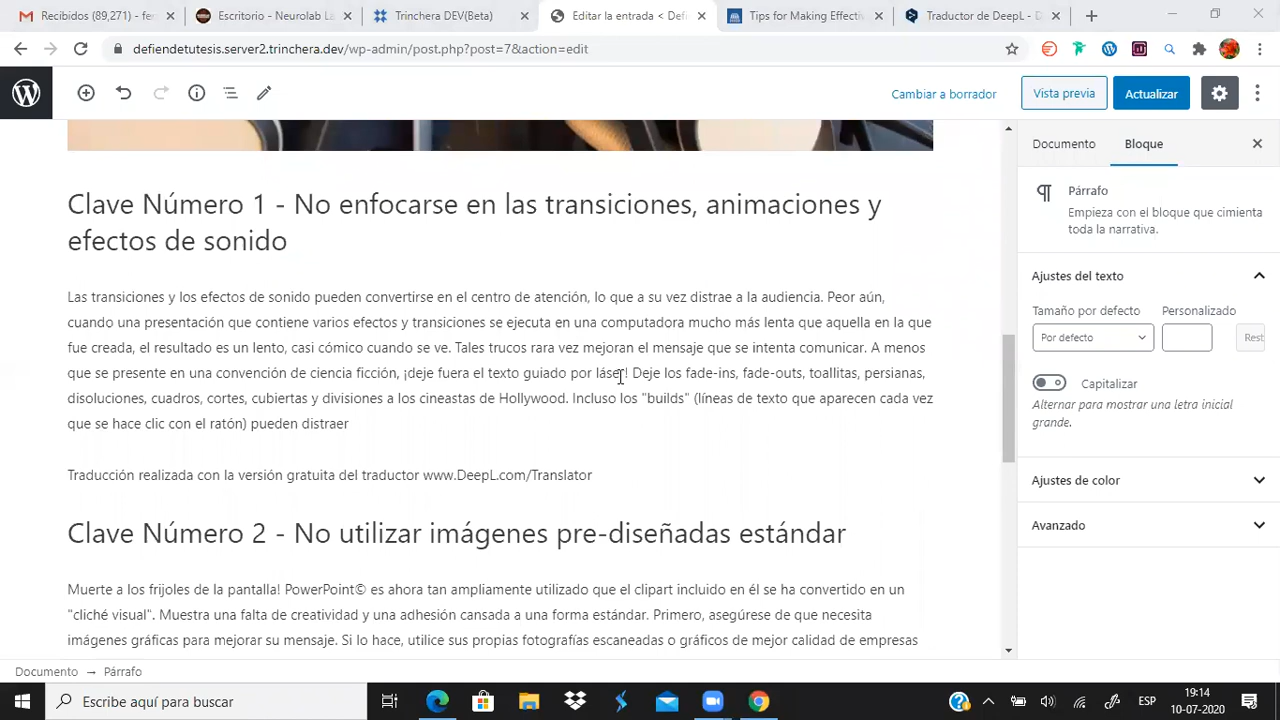 Recibidos (89,271) - fer
Escritorio ‹ Neurolab La
Trinchera DEV(Beta)
Editar la entrada ‹ Defi
Tips for Making Effectiv
Traductor de DeepL - D
defiendetutesis.server2.trinchera.dev/wp-admin/post.php?post=7&action=edit
Cambiar a borrador
Vista previa
Actualizar
Documento
Bloque
Clave Número 1 - No enfocarse en las transiciones, animaciones y
efectos de sonido
Las transiciones y los efectos de sonido pueden convertirse en el centro de atención, lo que a su vez distrae a la audiencia. Peor aún,
cuando una presentación que contiene varios efectos y transiciones se ejecuta en una computadora mucho más lenta que aquella en la que
fue creada, el resultado es un lento, casi cómico cuando se ve. Tales trucos rara vez mejoran el mensaje que se intenta comunicar. A menos
que se presente en una convención de ciencia ficción, ¡deje fuera el texto guiado por láser! Deje los fade-ins, fade-outs, toallitas, persianas,
disoluciones, cuadros, cortes, cubiertas y divisiones a los cineastas de Hollywood. Incluso los "builds" (líneas de texto que aparecen cada vez
que se hace clic con el ratón) pueden distraer
Traducción realizada con la versión gratuita del traductor www.DeepL.com/Translator
Clave Número 2 - No utilizar imágenes pre-diseñadas estándar
Muerte a los frijoles de la pantalla! PowerPoint© es ahora tan ampliamente utilizado que el clipart incluido en él se ha convertido en un
"cliché visual". Muestra una falta de creatividad y una adhesión cansada a una forma estándar. Primero, asegúrese de que necesita
imágenes gráficas para mejorar su mensaje. Si lo hace, utilice sus propias fotografías escaneadas o gráficos de mejor calidad de empresas
Párrafo
Empieza con el bloque que cimienta
toda la narrativa.
Ajustes del texto
Tamaño por defecto
Personalizado
Por defecto
Rest
Capitalizar
Alternar para mostrar una letra inicial
grande.
Ajustes de color
Avanzado
Documento → Párrafo
Escribe aquí para buscar
ESP
19:14
10-07-2020